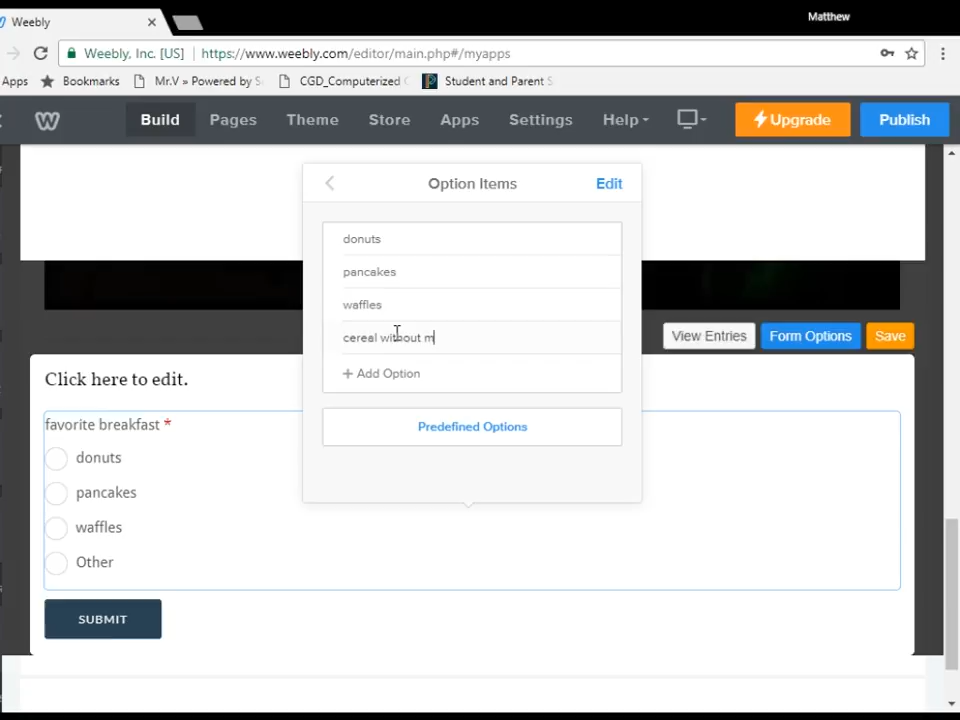 Matthew
Weebly
Weebly, Inc. [US] https://www.weebly.com/editor/main.php#/myapps
Apps Bookmarks Mr.V » Powered by CGD_Computerized Student and Parent
Build Pages Theme Store Apps Settings Help Upgrade Publish
Option Items Edit
donuts
pancakes
waffles
cereal without m
+ Add Option
Predefined Options
View Entries Form Options Save
Click here to edit.
favorite breakfast *
donuts
pancakes
waffles
Other
SUBMIT